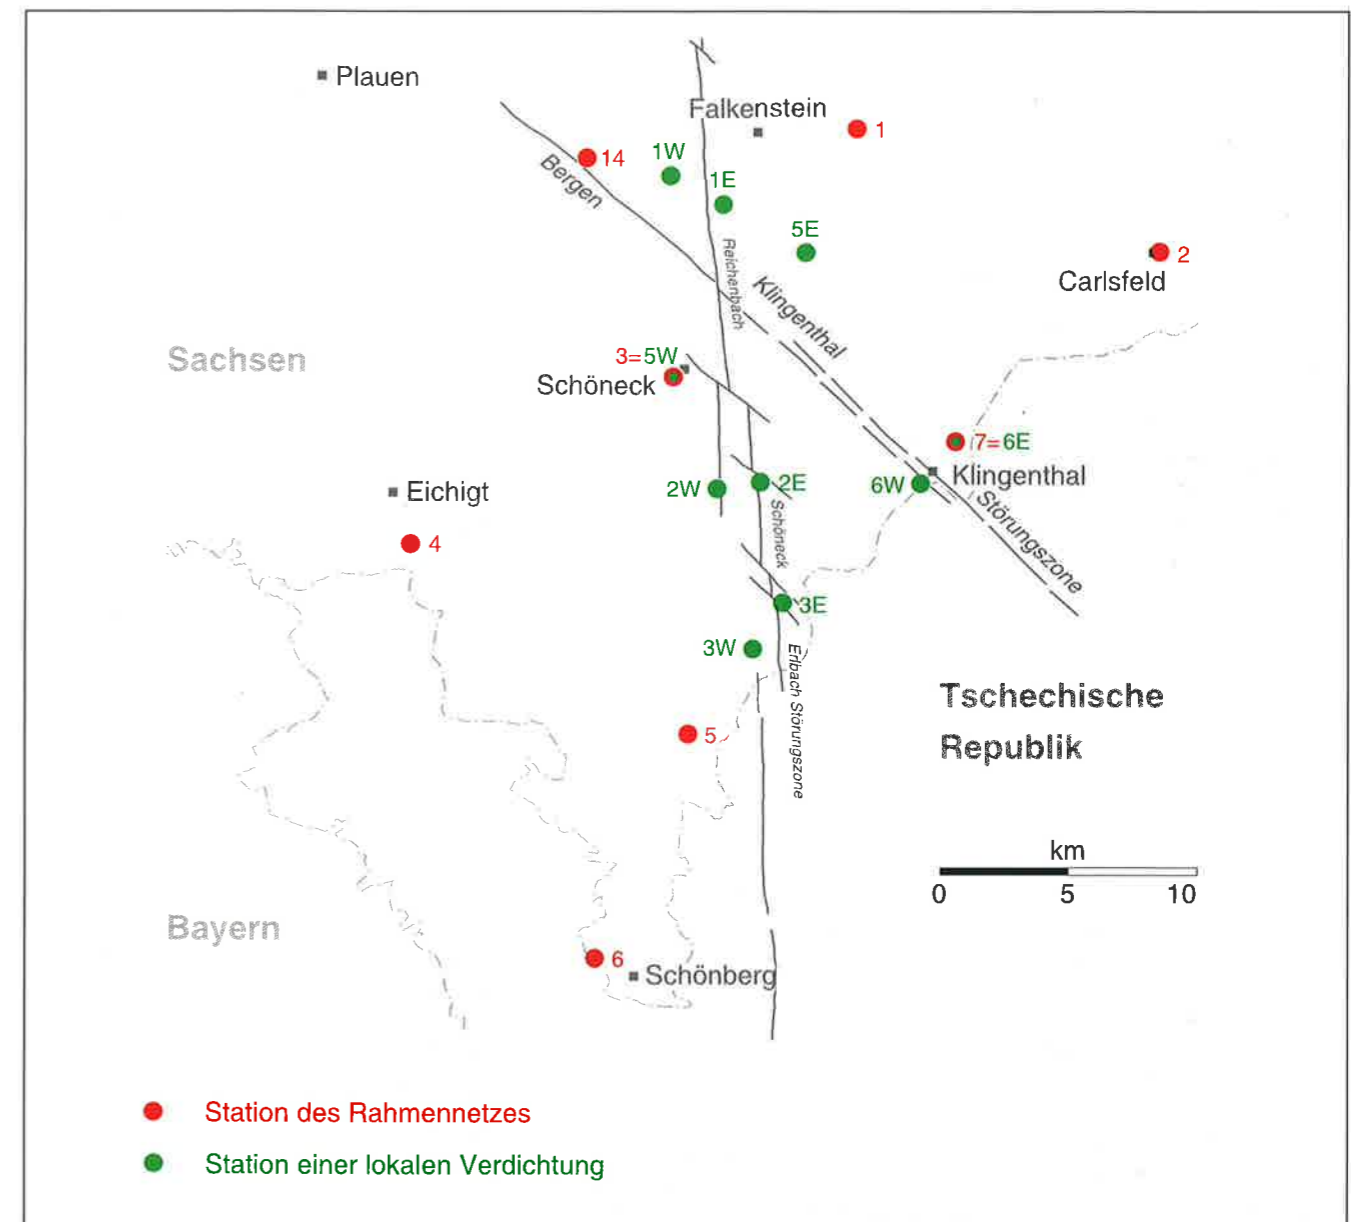 Plauen
Falkenstein
1
14
1W
Bergen
1E
5E
Reichenbach
2
Carlsfeld
Klingenthal
Sachsen
3=5W
Schöneck
7=6E
Klingenthal
6W
Störungszone
Eichigt
2W
2E
Schöneck
4
3E
3W
Erlbach Störungszone
Tschechische
Republik
5
km
0 5 10
Bayern
6
Schönberg
Station des Rahmennetzes
Station einer lokalen Verdichtung